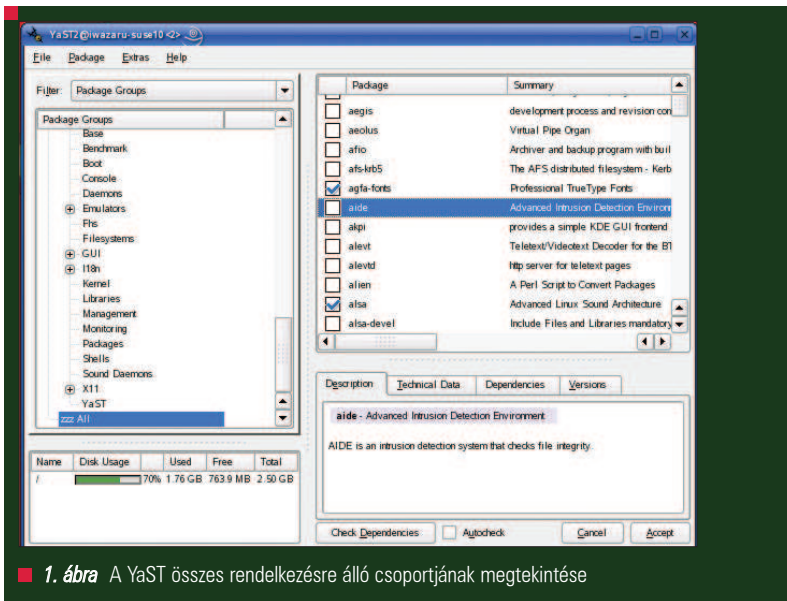 YaST2@iwazaru-suse10 <2>
File Package Extras Help
Filter: Package Groups
Package Groups
Base
Benchmark
Boot
Console
Daemons
Emulators
Fhs
Filesystems
GUI
I18n
Kernel
Libraries
Management
Monitoring
Packages
Shells
Sound Daemons
X11
YaST
zzz All
Name Disk Usage Used Free Total
/ 70% 1.76 GB 763.9 MB 2.50 GB
Package Summary
aegis development process and revision con
aeolus Virtual Pipe Organ
afio Archiver and backup program with buil
afs-krb5 The AFS distributed filesystem - Kerb
agfa-fonts Professional TrueType Fonts
aide Advanced Intrusion Detection Environ
akpi provides a simple KDE GUI frontend
alevt Teletext/Videotext Decoder for the BT
alevtd http server for teletext pages
alien A Perl Script to Convert Packages
alsa Advanced Linux Sound Architecture
alsa-devel Include Files and Libraries mandatory
Description Technical Data Dependencies Versions
aide - Advanced Intrusion Detection Environment
AIDE is an intrusion detection system that checks file integrity.
Check Dependencies Autocheck Cancel Accept
1. ábra A YaST összes rendelkezésre álló csoportjának megtekintése